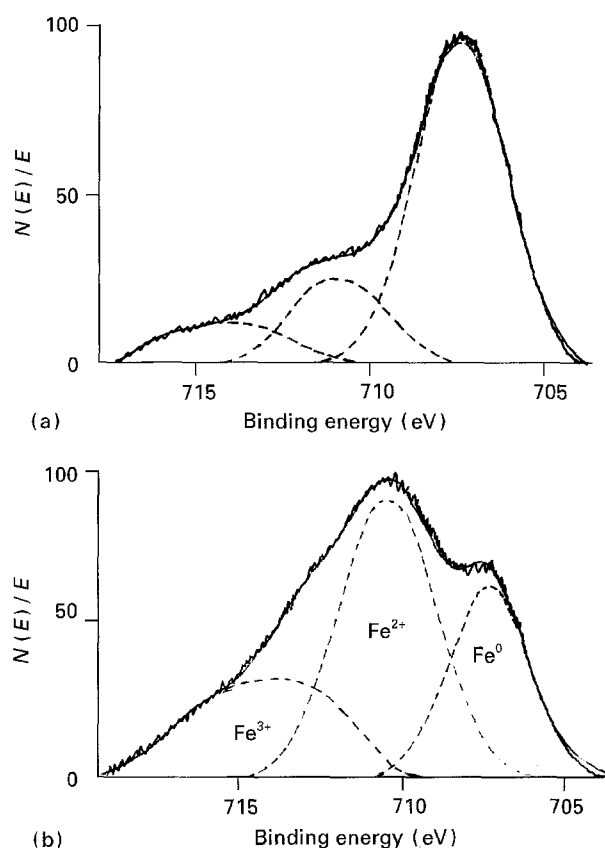 100
50
0
N(E)/E
715
710
705
Binding energy (eV)
(a)
100
50
0
N(E)/E
Fe³⁺
Fe²⁺
Fe⁰
715
710
705
Binding energy (eV)
(b)